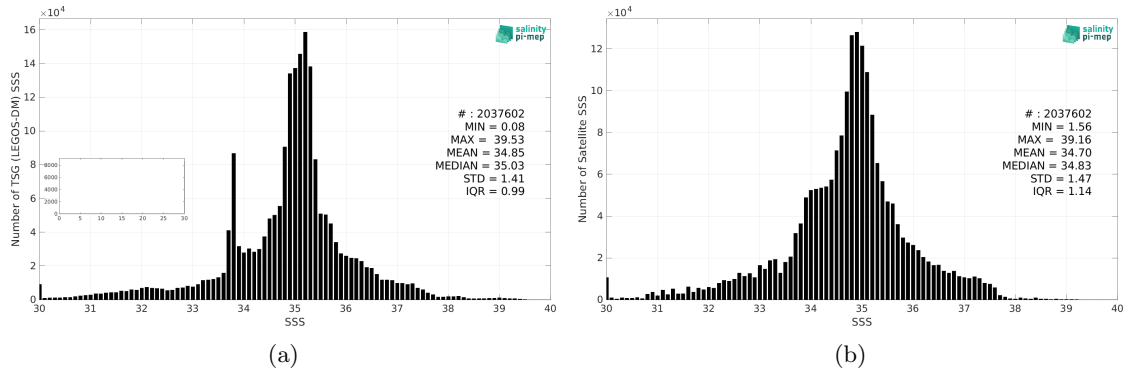 ×10⁴
16
14
12
10
8
6
4
2
0
Number of TSG (LEGOS-DM) SSS
salinity
pi-mep
# : 2037602
MIN = 0.08
MAX = 39.53
MEAN = 34.85
MEDIAN = 35.03
STD = 1.41
IQR = 0.99
8000
6000
4000
2000
0
0 5 10 15 20 25 30
30 31 32 33 34 35 36 37 38 39 40
SSS
(a)
×10⁴
12
10
8
6
4
2
0
Number of Satellite SSS
salinity
pi-mep
# : 2037602
MIN = 1.56
MAX = 39.16
MEAN = 34.70
MEDIAN = 34.83
STD = 1.47
IQR = 1.14
30 31 32 33 34 35 36 37 38 39 40
SSS
(b)